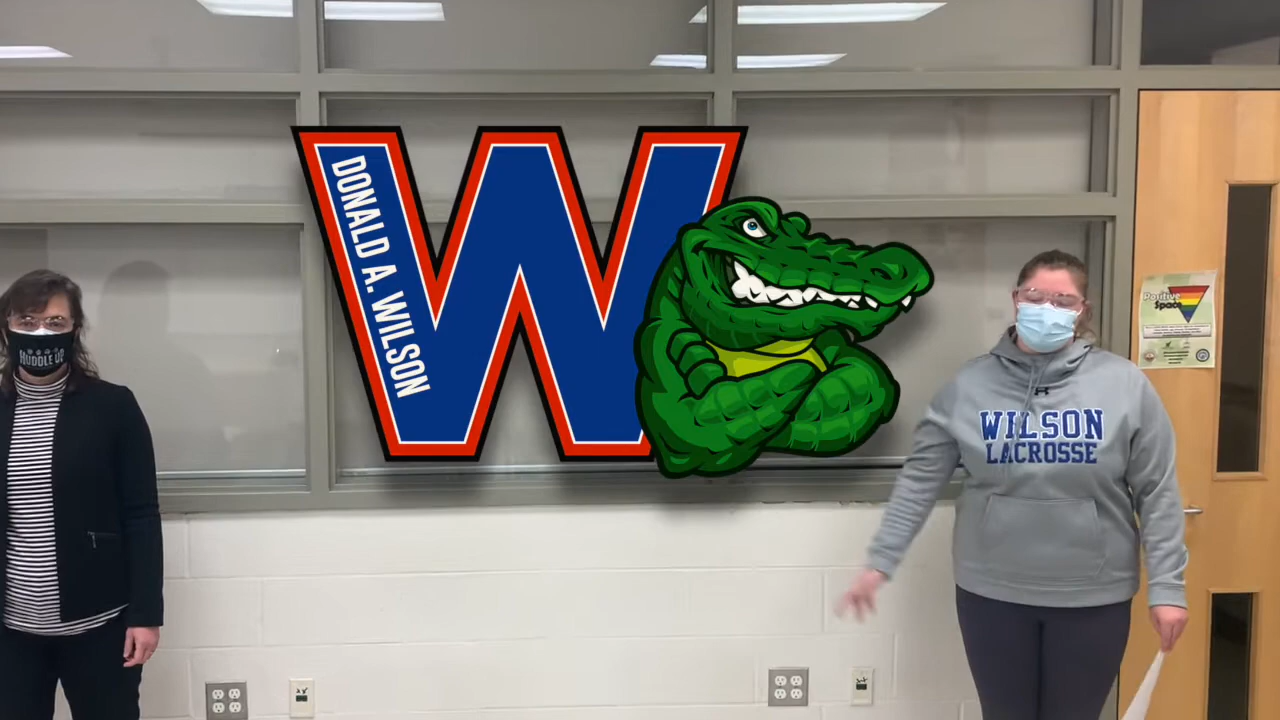 DONALD A. WILSON
W
HUDDLE UP
WILSON
LACROSSE
Positive
Space